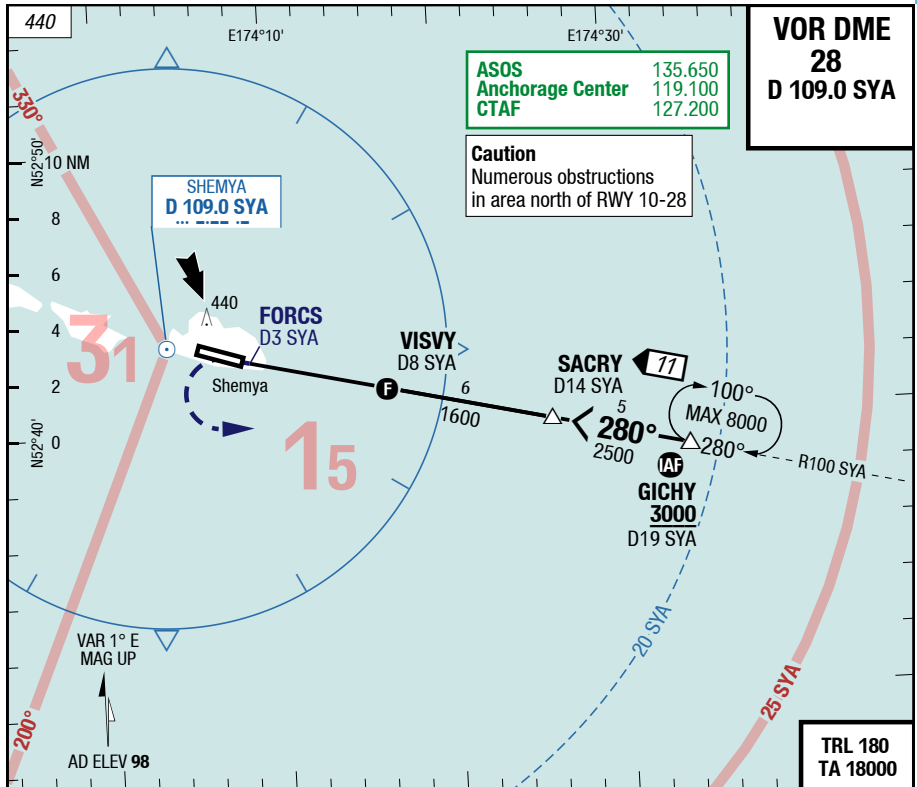 440
E174°10'
E174°30'
VOR DME
28
D 109.0 SYA
ASOS 135.650
Anchorage Center 119.100
CTAF 127.200
Caution
Numerous obstructions
in area north of RWY 10-28
330°
N52°50'
10 NM
8
6
4
2
0
N52°40'
SHEMYA
D 109.0 SYA
440
FORCS
D3 SYA
Shemya
31
15
VISVY
D8 SYA
F
6
1600
SACRY
D14 SYA
11
5
280°
2500
100°
MAX 8000
280°
R100 SYA
IAF
GICHY
3000
D19 SYA
20 SYA
25 SYA
VAR 1° E
MAG UP
200°
AD ELEV 98
TRL 180
TA 18000